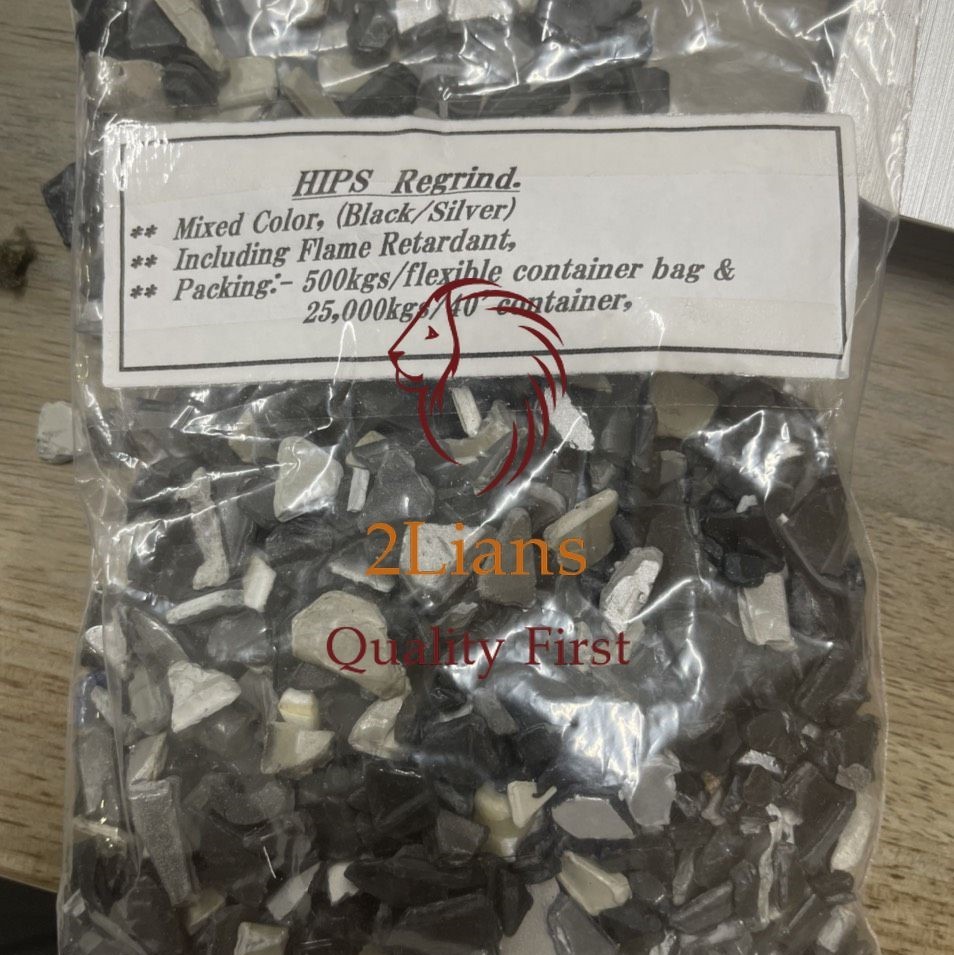 HIPS Regrind.
** Mixed Color, (Black/Silver)
** Including Flame Retardant,
** Packing:- 500kgs/flexible container bag &
25,000kgs/40' container,
2Lians
Quality First